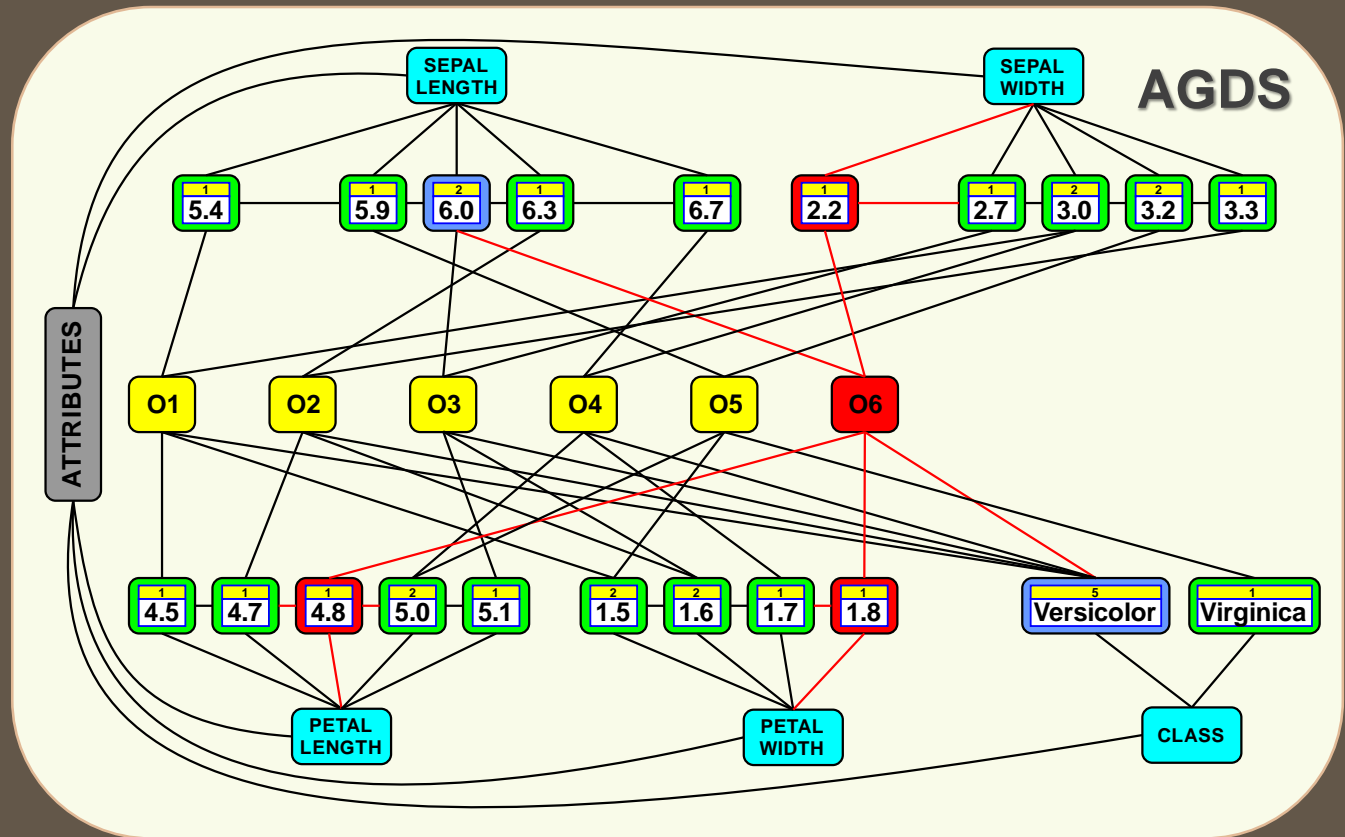 AGDS
SEPAL
LENGTH
SEPAL
WIDTH
1
5.4
1
5.9
2
6.0
1
6.3
1
6.7
1
2.2
1
2.7
2
3.0
2
3.2
1
3.3
ATTRIBUTES
O1
O2
O3
O4
O5
O6
1
4.5
1
4.7
1
4.8
2
5.0
1
5.1
2
1.5
2
1.6
1
1.7
1
1.8
5
Versicolor
1
Virginica
PETAL
LENGTH
PETAL
WIDTH
CLASS